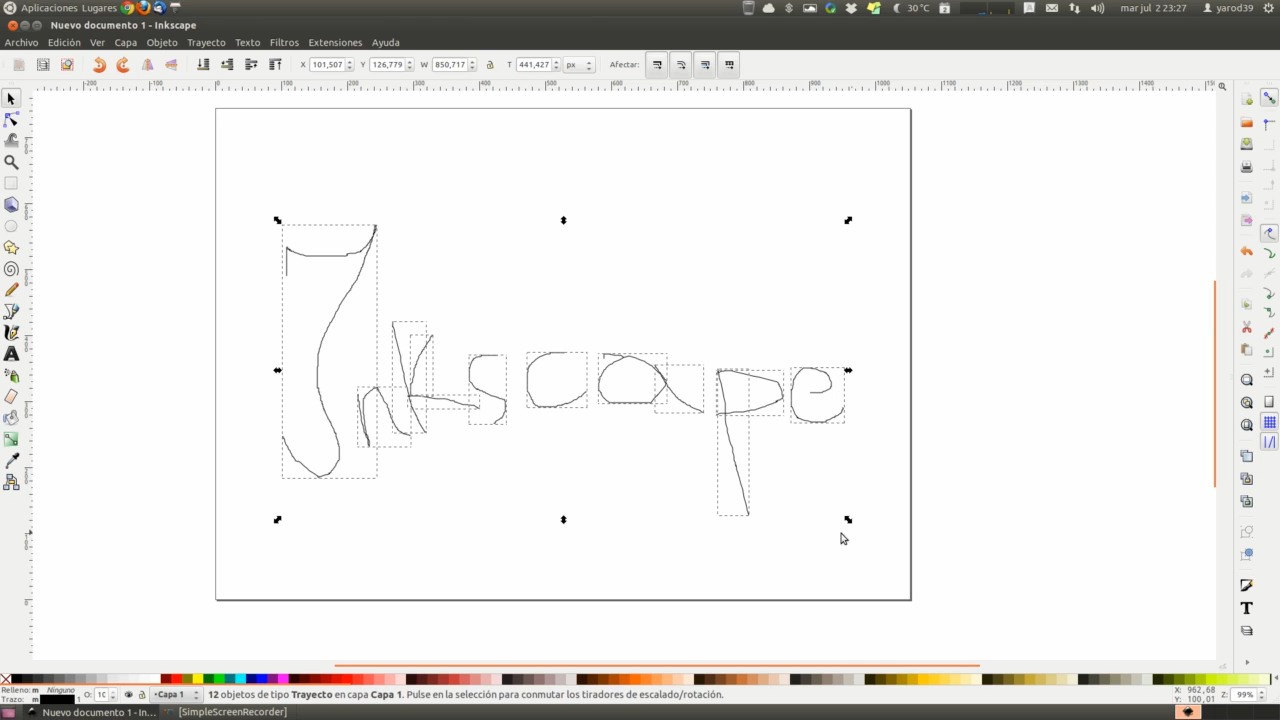 Aplicaciones Lugares 30 °C mar jul 2 23:27 yarod39
Nuevo documento 1 - Inkscape
Archivo Edición Ver Capa Objeto Trayecto Texto Filtros Extensiones Ayuda
X 101,507 Y 126,779 W 850,717 T 441,427 px Afectar:
Inkscape
Relleno: m Ninguno O: 10 Capa 1 12 objetos de tipo Trayecto en capa Capa 1. Pulse en la selección para conmutar los tiradores de escalado/rotación. X: 962,68 Z: 99%
Trazo: m 1 Y: 100,01
Nuevo documento 1 - In... [SimpleScreenRecorder]